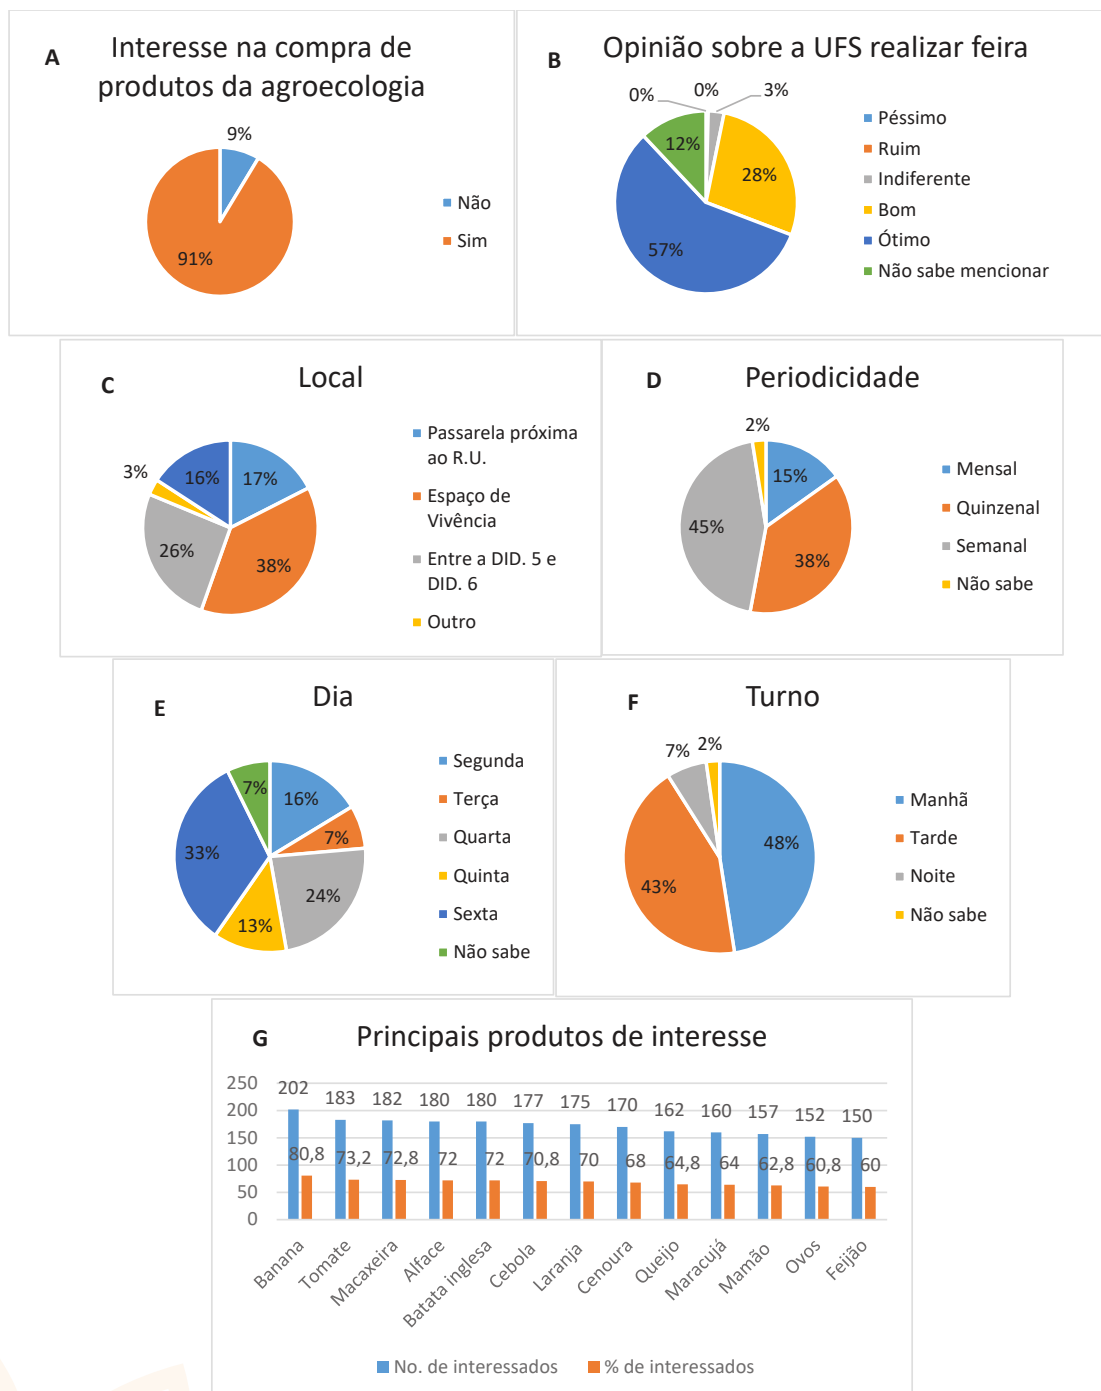 A
Interesse na compra de
produtos da agroecologia
9%
91%
Não
Sim
B
Opinião sobre a UFS realizar feira
0%
0%
3%
12%
28%
57%
Péssimo
Ruim
Indiferente
Bom
Ótimo
Não sabe mencionar
C
Local
3%
16%
17%
26%
38%
Passarela próxima
ao R.U.
Espaço de
Vivência
Entre a DID. 5 e
DID. 6
Outro
D
Periodicidade
2%
15%
45%
38%
Mensal
Quinzenal
Semanal
Não sabe
E
Dia
7%
16%
7%
33%
24%
13%
Segunda
Terça
Quarta
Quinta
Sexta
Não sabe
F
Turno
7%
2%
48%
43%
Manhã
Tarde
Noite
Não sabe
G
Principais produtos de interesse
250
200
150
100
50
0
202 183 182 180 180 177 175 170 162 160 157 152 150
80,8 73,2 72,8 72 72 70,8 70 68 64,8 64 62,8 60,8 60
Banana Tomate Macaxeira Alface Batata inglesa Cebola Laranja Cenoura Queijo Maracujá Mamão Ovos Feijão
No. de interessados % de interessados